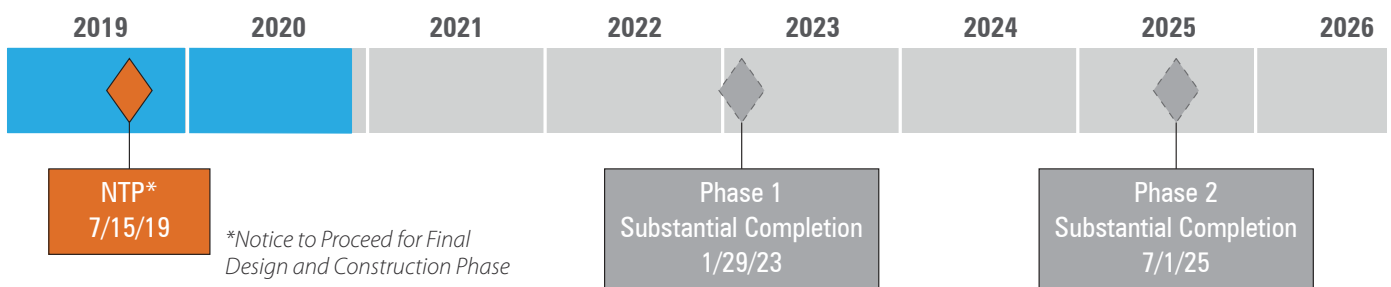 2019 2020 2021 2022 2023 2024 2025 2026
NTP*
7/15/19
*Notice to Proceed for Final
Design and Construction Phase
Phase 1
Substantial Completion
1/29/23
Phase 2
Substantial Completion
7/1/25